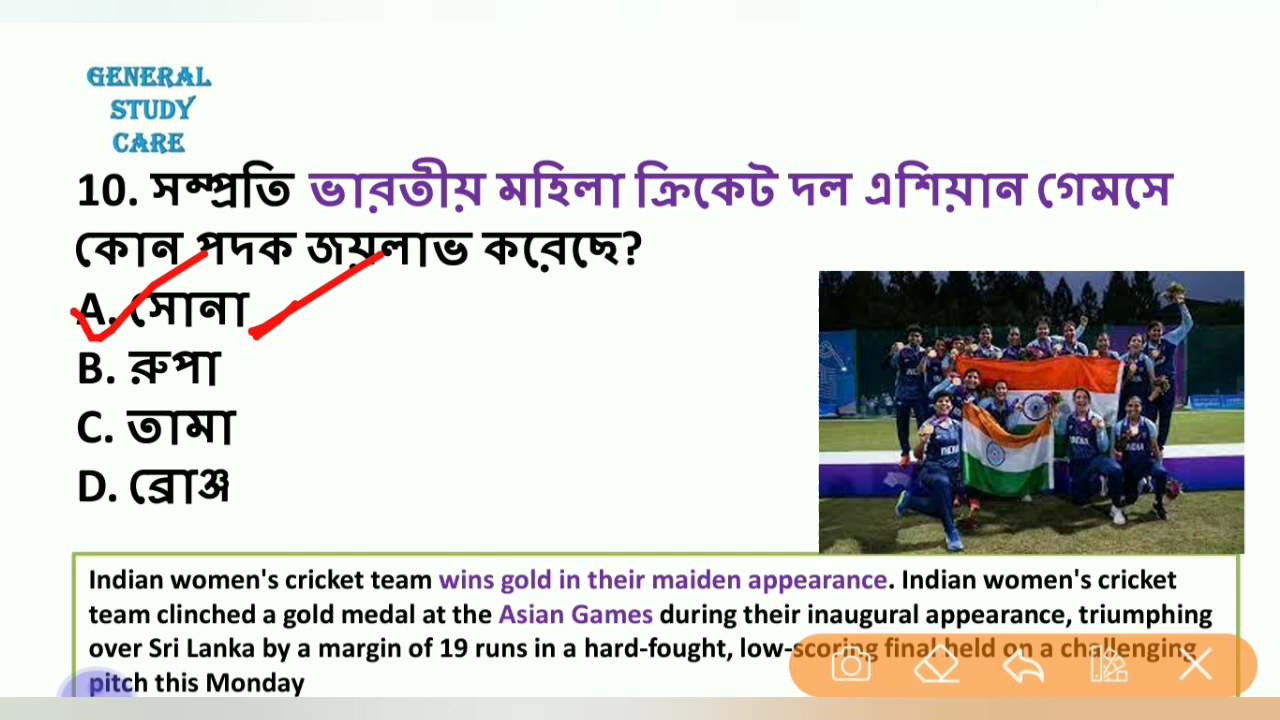 GENERAL
STUDY
CARE
10. সম্প্রতি ভারতীয় মহিলা ক্রিকেট দল এশিয়ান গেমসে
কোন পদক জয়লাভ করেছে?
A. সোনা
B. রুপা
C. তামা
D. ব্রোঞ্জ
Indian women's cricket team wins gold in their maiden appearance. Indian women's cricket
team clinched a gold medal at the Asian Games during their inaugural appearance, triumphing
over Sri Lanka by a margin of 19 runs in a hard-fought, low-scoring final held on a challenging
pitch this Monday